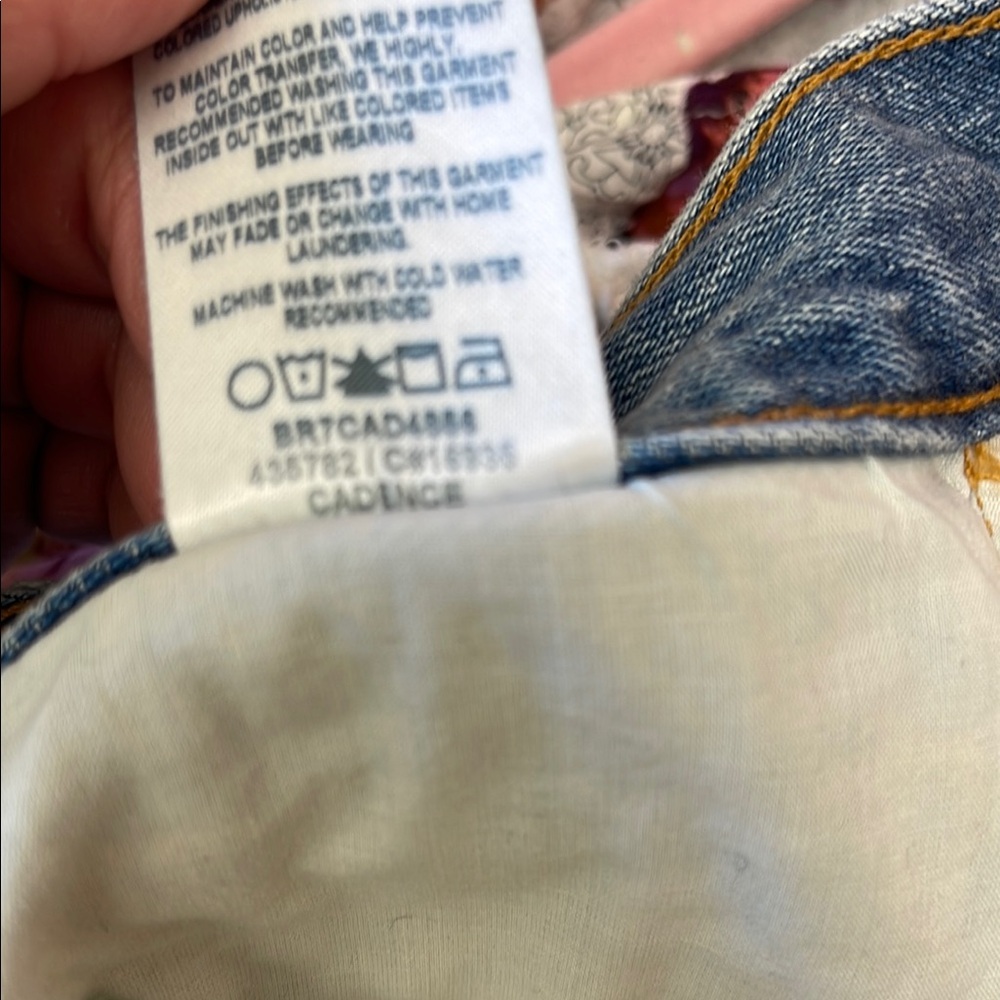 TO MAINTAIN COLOR AND HELP PREVENT
COLOR TRANSFER, WE HIGHLY
RECOMMENDED WASHING THIS GARMENT
INSIDE OUT WITH LIKE COLORED ITEMS
BEFORE WEARING
THE FINISHING EFFECTS OF THIS GARMENT
MAY FADE OR CHANGE WITH HOME
LAUNDERING.
MACHINE WASH WITH COLD WATER
RECOMMENDED
CADENCE